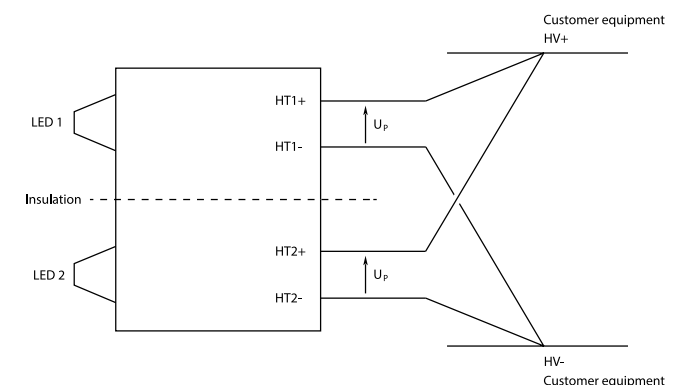 Customer equipment
HV+
HT1+
LED 1
UP
HT1-
Insulation
HT2+
LED 2
UP
HT2-
HV-
Customer equipment